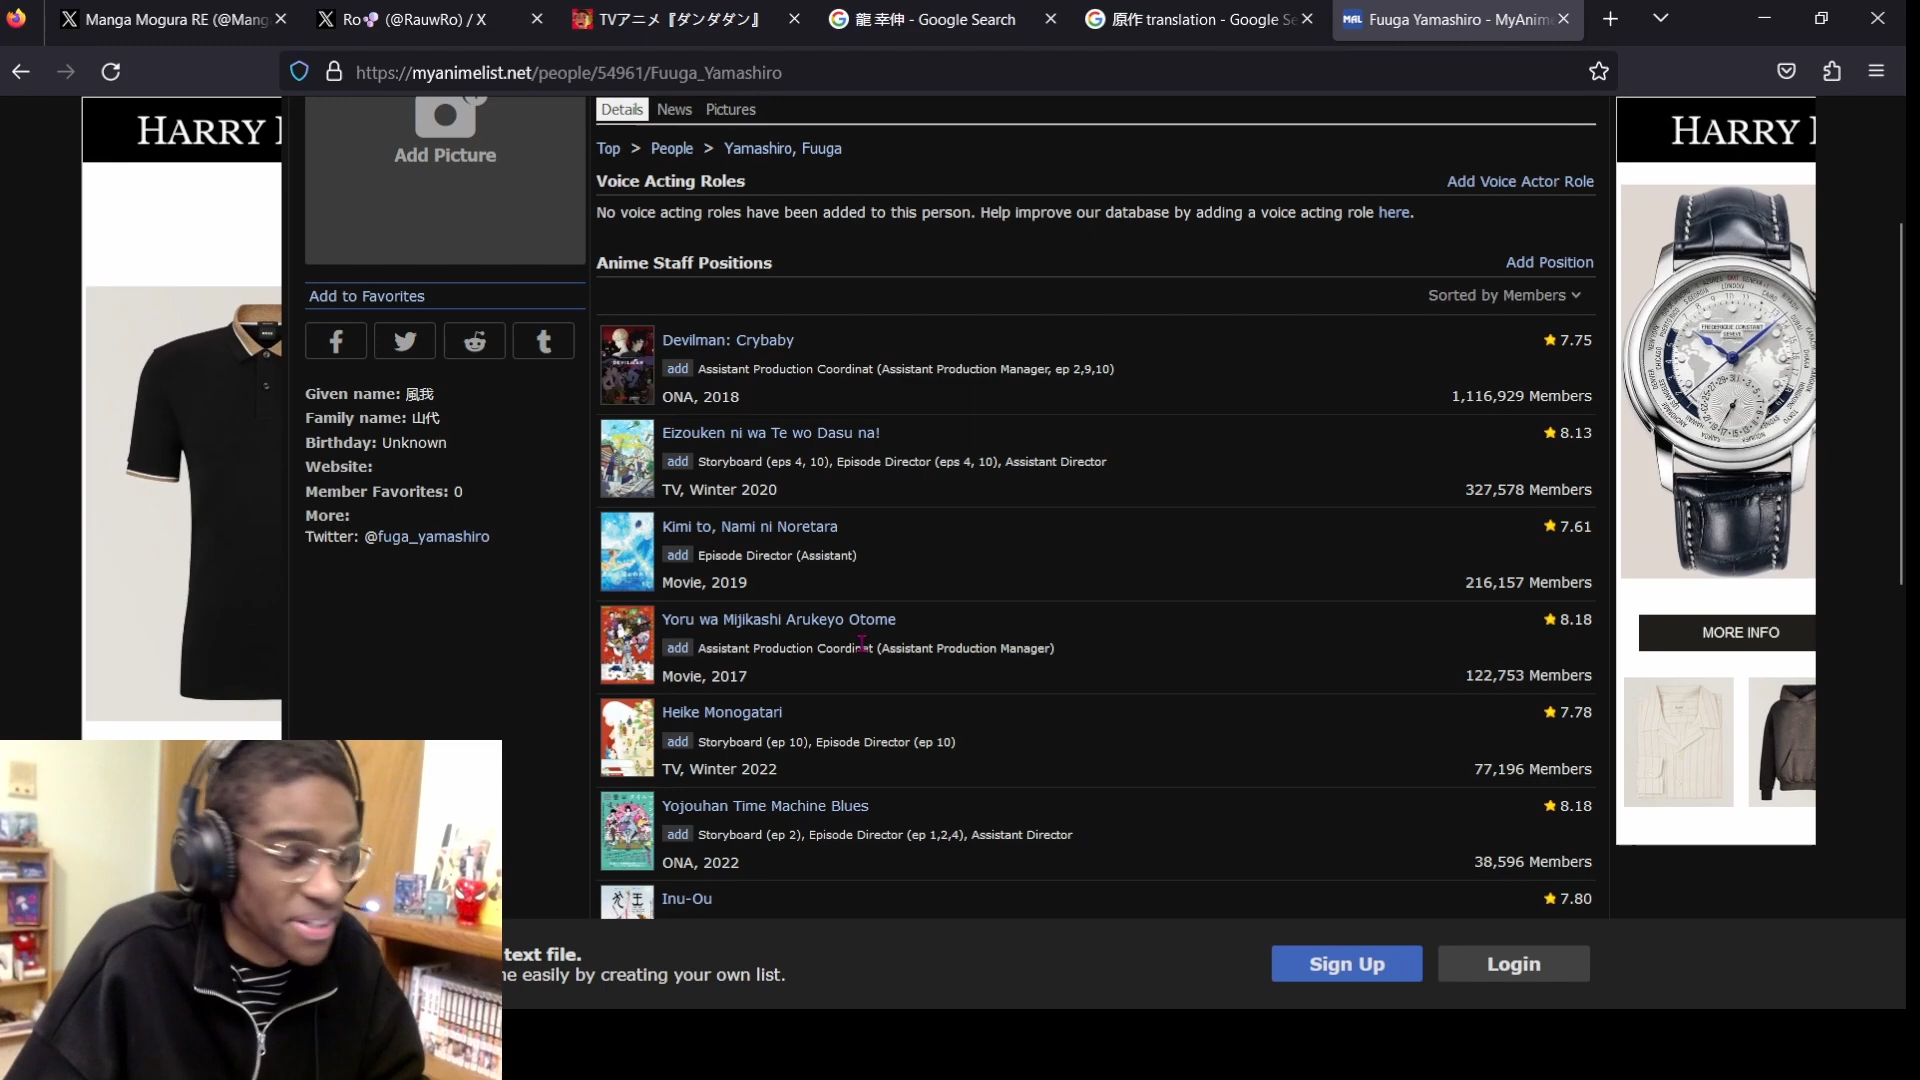 Manga Mogura RE (@Mang
Ro (@RauwRo) / X
TVアニメ『ダンダダン』
龍 幸伸 - Google Search
原作 translation - Google Se
MAL Fuuga Yamashiro - MyAnime
https://myanimelist.net/people/54961/Fuuga_Yamashiro
HARRY
HARRY
Add Picture
Details News Pictures
Top > People > Yamashiro, Fuuga
Voice Acting Roles
Add Voice Actor Role
No voice acting roles have been added to this person. Help improve our database by adding a voice acting role here.
Anime Staff Positions
Add Position
Sorted by Members
Add to Favorites
Given name: 風我
Family name: 山代
Birthday: Unknown
Website:
Member Favorites: 0
More:
Twitter: @fuga_yamashiro
Devilman: Crybaby
7.75
add Assistant Production Coordinat (Assistant Production Manager, ep 2,9,10)
ONA, 2018
1,116,929 Members
Eizouken ni wa Te wo Dasu na!
8.13
add Storyboard (eps 4, 10), Episode Director (eps 4, 10), Assistant Director
TV, Winter 2020
327,578 Members
Kimi to, Nami ni Noretara
7.61
add Episode Director (Assistant)
Movie, 2019
216,157 Members
Yoru wa Mijikashi Arukeyo Otome
8.18
add Assistant Production Coordinat (Assistant Production Manager)
Movie, 2017
122,753 Members
Heike Monogatari
7.78
add Storyboard (ep 10), Episode Director (ep 10)
TV, Winter 2022
77,196 Members
Yojouhan Time Machine Blues
8.18
add Storyboard (ep 2), Episode Director (ep 1,2,4), Assistant Director
ONA, 2022
38,596 Members
Inu-Ou
7.80
FREDERIQUE CONSTANT
GENEVE
MORE INFO
text file.
e easily by creating your own list.
Sign Up
Login